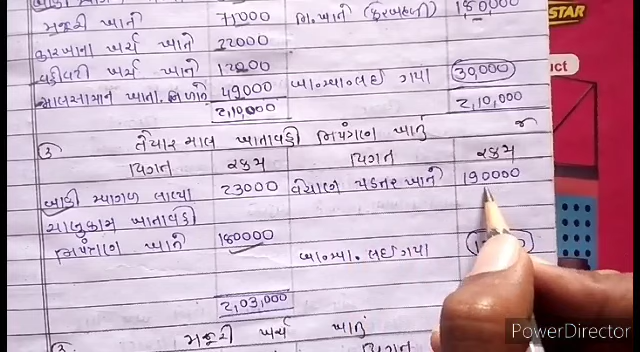 મજૂરી ખાતે 71000 નિ. ખાતે 180000
કારખાના ખર્ચ ખાતે 22000
વહીવટી ખર્ચ ખાતે 12000 બા.આ.લઈ ગયા 30,000
માલસામાન ખાતા. 49000
2,10,000 2,10,000
તૈયાર માલ ખાતાવહી નિયંત્રણ ખાતું
વિગત રકમ વિગત રકમ
બાકી આગળ લાવ્યા 23000 વેચાણ પડતર ખાતે 190000
ચાલુકામ ખાતાવહી
નિયંત્રણ ખાતે 180000
બા.આ. લઈ ગયા
2,03,000
મજૂરી ખર્ચ ખાતું
વિગત
STAR
uct
PowerDirector